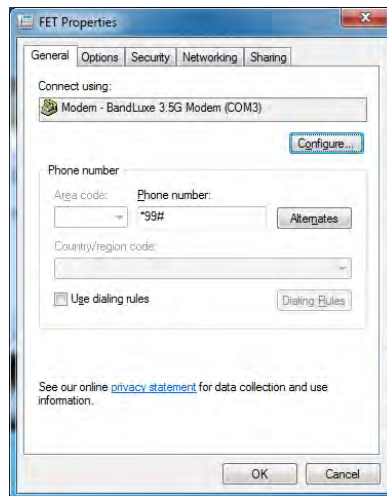 FET Properties
General Options Security Networking Sharing
Connect using:
Modem - BandLuxe 3.5G Modem (COM3)
Configure...
Phone number
Area code: Phone number:
*99#
Alternates
Country/region code:
Use dialing rules
Dialing Rules
See our online privacy statement for data collection and use
information.
OK Cancel